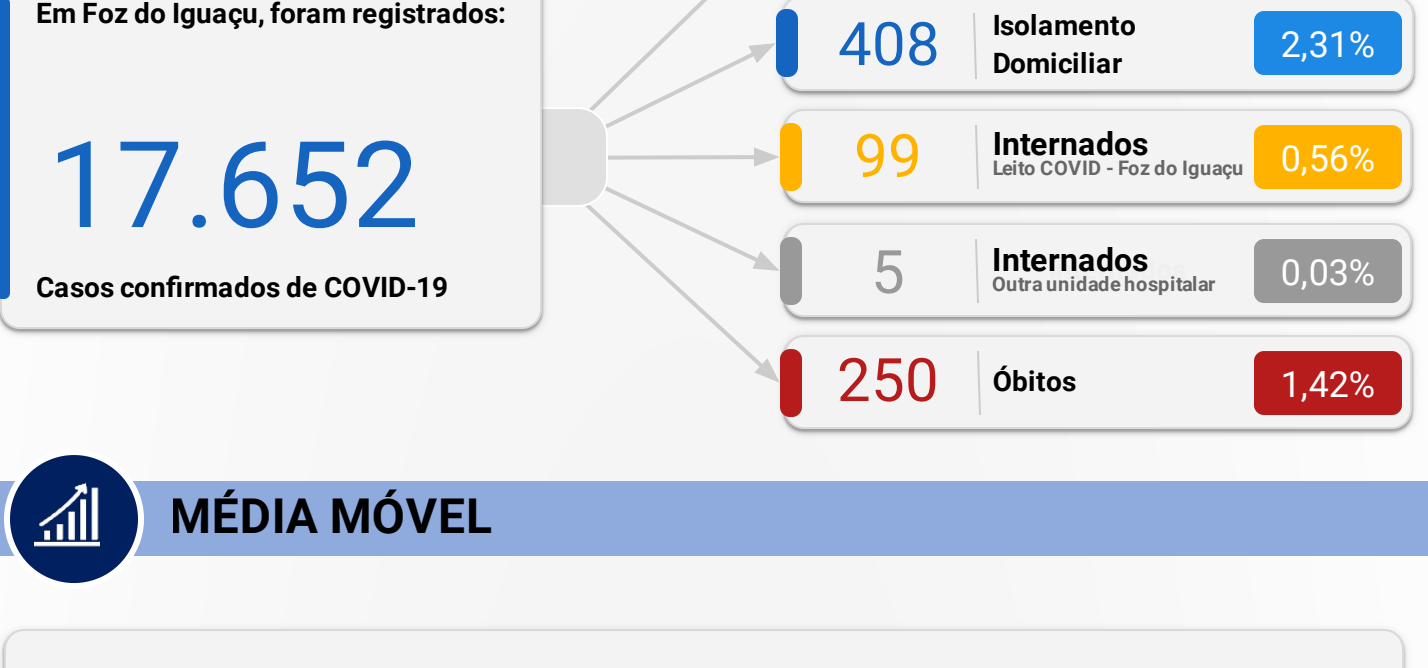 Em Foz do Iguaçu, foram registrados:
17.652
Casos confirmados de COVID-19
408
Isolamento
Domiciliar
2,31%
99
Internados
Leito COVID - Foz do Iguaçu
0,56%
5
Internados
Outra unidade hospitalar
0,03%
250
Óbitos
1,42%
MÉDIA MÓVEL